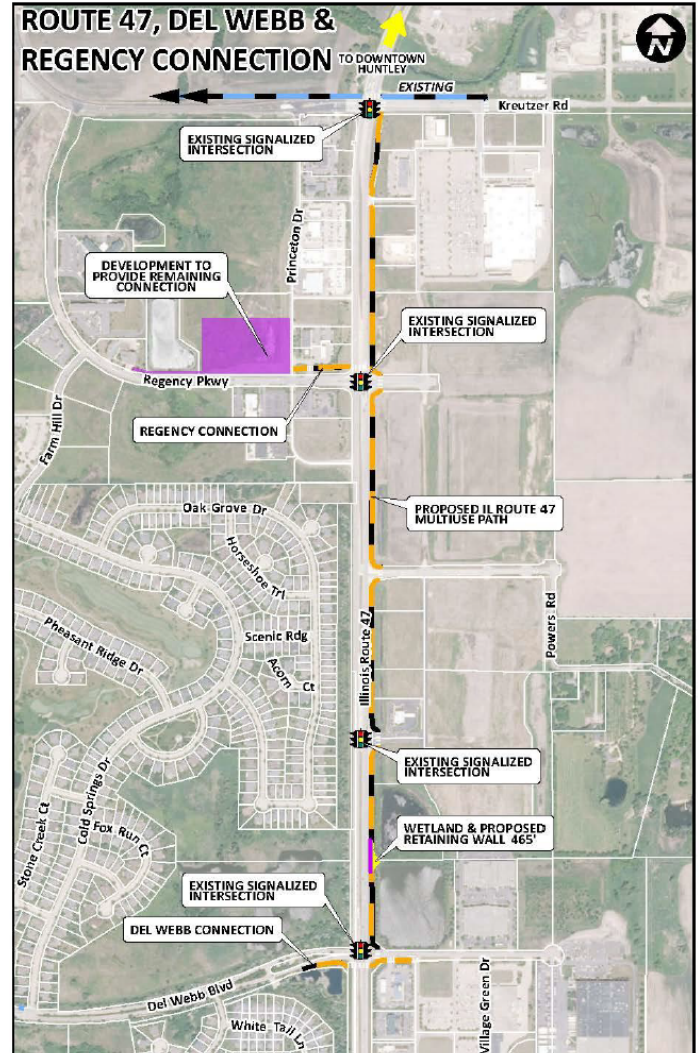 ROUTE 47, DEL WEBB &
REGENCY CONNECTION
TO DOWNTOWN
HUNTLEY
N
EXISTING
Kreutzer Rd
EXISTING SIGNALIZED
INTERSECTION
Princeton Dr
DEVELOPMENT TO
PROVIDE REMAINING
CONNECTION
EXISTING SIGNALIZED
INTERSECTION
Regency Pkwy
Farm Hill Dr
REGENCY CONNECTION
Oak Grove Dr
PROPOSED IL ROUTE 47
MULTIUSE PATH
Horseshoe Trl
Scenic Rdg
Acorn Ct
Pheasant Ridge Dr
Illinois Route 47
Powers Rd
EXISTING SIGNALIZED
INTERSECTION
Cold Springs Dr
Fox Run Ct
Stone Creek Ct
WETLAND & PROPOSED
RETAINING WALL 465'
EXISTING SIGNALIZED
INTERSECTION
DEL WEBB CONNECTION
Del Webb Blvd
Village Green Dr
White Tail Ln